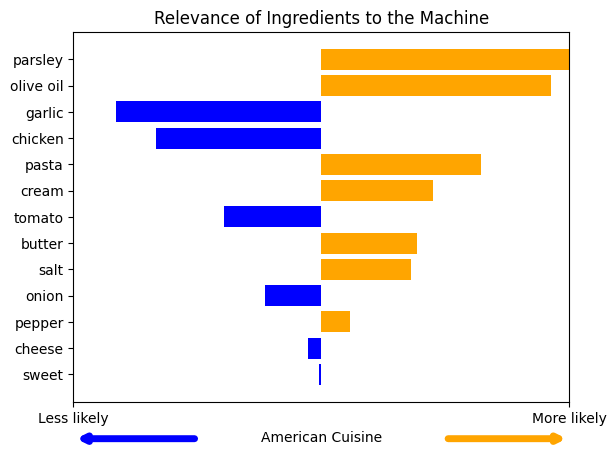 Relevance of Ingredients to the Machine
parsley
olive oil
garlic
chicken
pasta
cream
tomato
butter
salt
onion
pepper
cheese
sweet
Less likely
More likely
American Cuisine